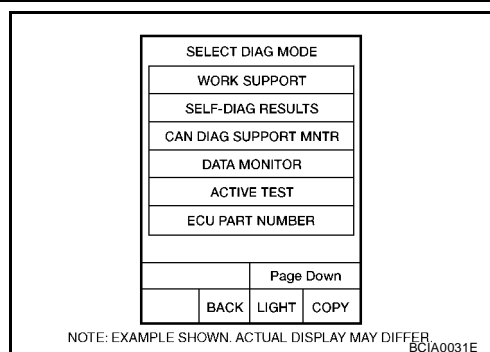 SELECT DIAG MODE
WORK SUPPORT
SELF-DIAG RESULTS
CAN DIAG SUPPORT MNTR
DATA MONITOR
ACTIVE TEST
ECU PART NUMBER
Page Down
BACK LIGHT COPY
NOTE: EXAMPLE SHOWN. ACTUAL DISPLAY MAY DIFFER.
BCIA0031E